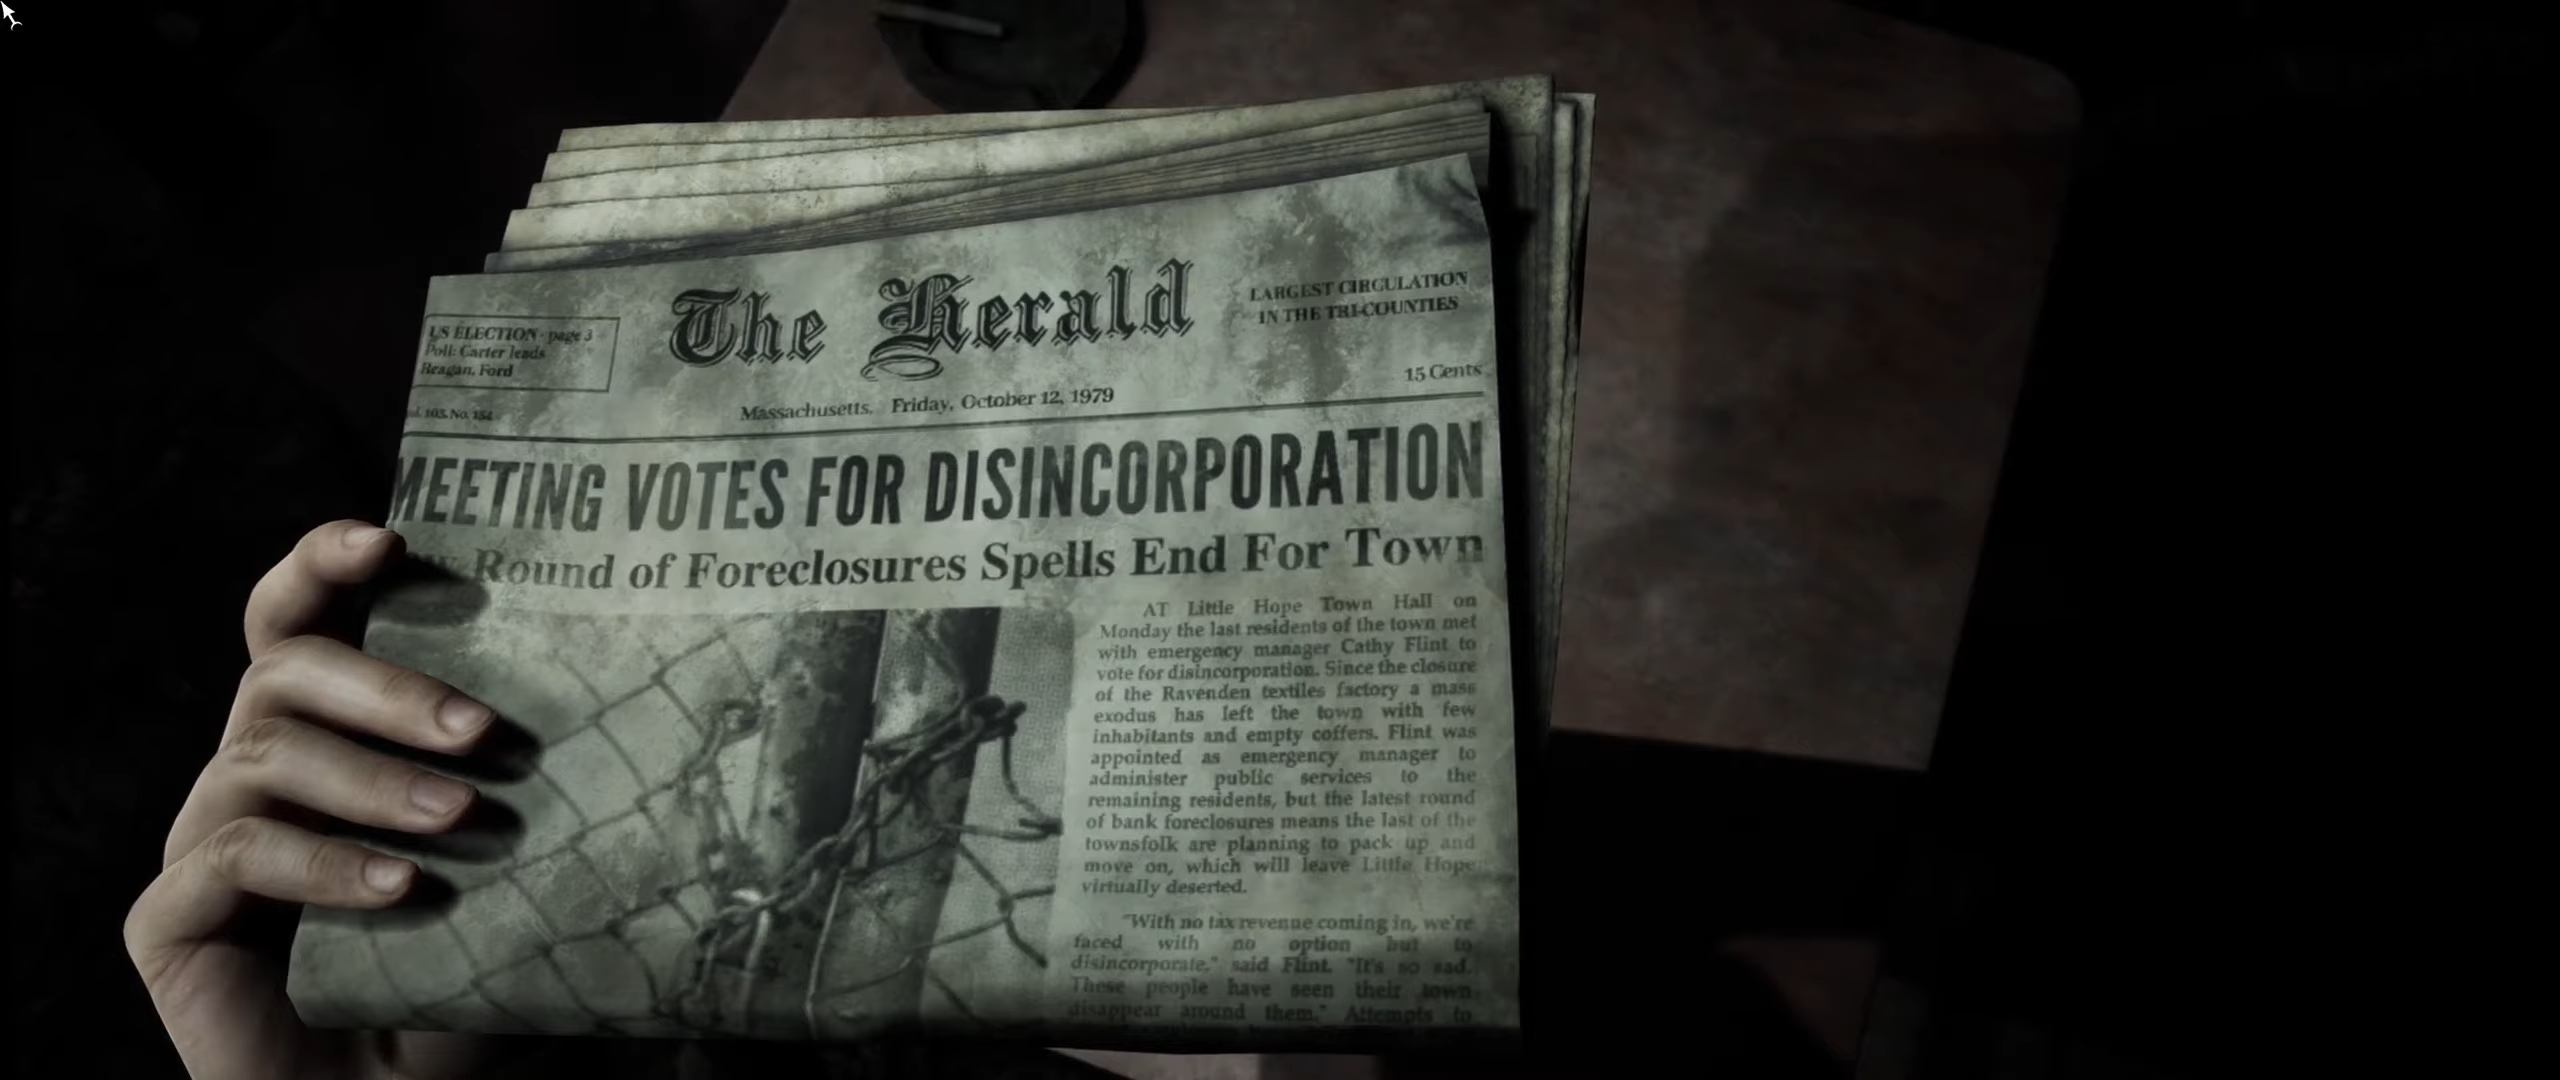 The Herald
LARGEST CIRCULATION
IN THE TRI-COUNTIES
US ELECTION - page 3
Poll: Carter leads
Reagan, Ford
15 Cents
103, No. 154
Massachusetts, Friday, October 12, 1979
MEETING VOTES FOR DISINCORPORATION
Round of Foreclosures Spells End For Town
AT Little Hope Town Hall on
Monday the last residents of the town met
with emergency manager Cathy Flint to
vote for disincorporation. Since the closure
of the Ravenden textiles factory a mass
exodus has left the town with few
inhabitants and empty coffers. Flint was
appointed as emergency manager to
administer public services to the
remaining residents, but the latest round
of bank foreclosures means the last of the
townsfolk are planning to pack up and
move on, which will leave Little Hope
virtually deserted.
"With no tax revenue coming in, we're
faced with no option but to
disincorporate," said Flint. "It's so sad.
These people have seen their town
disappear around them." Attempts to